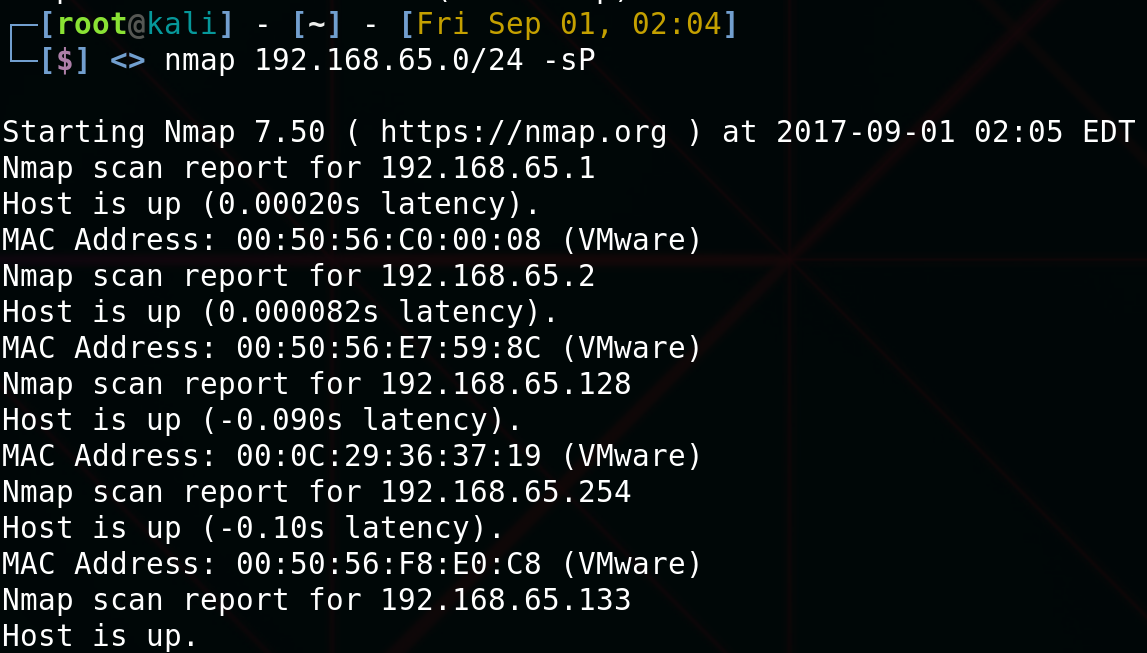 [root@kali] - [~] - [Fri Sep 01, 02:04]
[$] <> nmap 192.168.65.0/24 -sP
Starting Nmap 7.50 ( https://nmap.org ) at 2017-09-01 02:05 EDT
Nmap scan report for 192.168.65.1
Host is up (0.00020s latency).
MAC Address: 00:50:56:C0:00:08 (VMware)
Nmap scan report for 192.168.65.2
Host is up (0.000082s latency).
MAC Address: 00:50:56:E7:59:8C (VMware)
Nmap scan report for 192.168.65.128
Host is up (-0.090s latency).
MAC Address: 00:0C:29:36:37:19 (VMware)
Nmap scan report for 192.168.65.254
Host is up (-0.10s latency).
MAC Address: 00:50:56:F8:E0:C8 (VMware)
Nmap scan report for 192.168.65.133
Host is up.